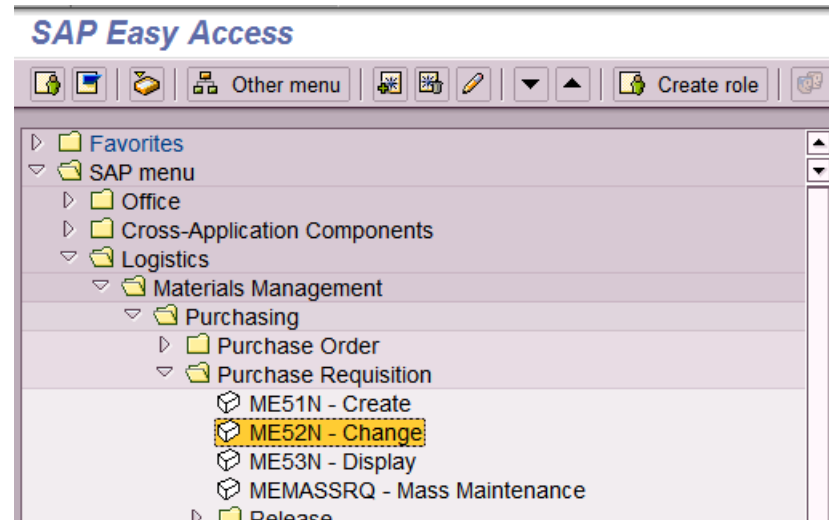 SAP Easy Access
Other menu Create role
Favorites
SAP menu
Office
Cross-Application Components
Logistics
Materials Management
Purchasing
Purchase Order
Purchase Requisition
ME51N - Create
ME52N - Change
ME53N - Display
MEMASSRQ - Mass Maintenance
Release